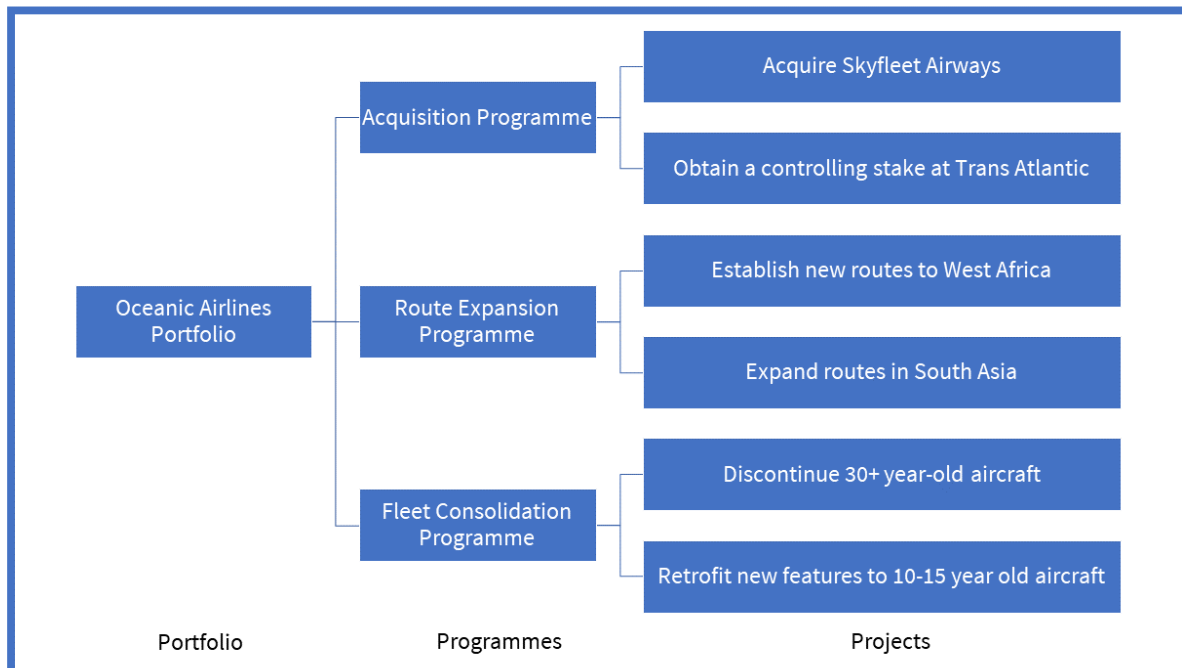 Acquire Skyfleet Airways
Acquisition Programme
Obtain a controlling stake at Trans Atlantic
Establish new routes to West Africa
Oceanic Airlines
Portfolio
Route Expansion
Programme
Expand routes in South Asia
Discontinue 30+ year-old aircraft
Fleet Consolidation
Programme
Retrofit new features to 10-15 year old aircraft
Portfolio
Programmes
Projects